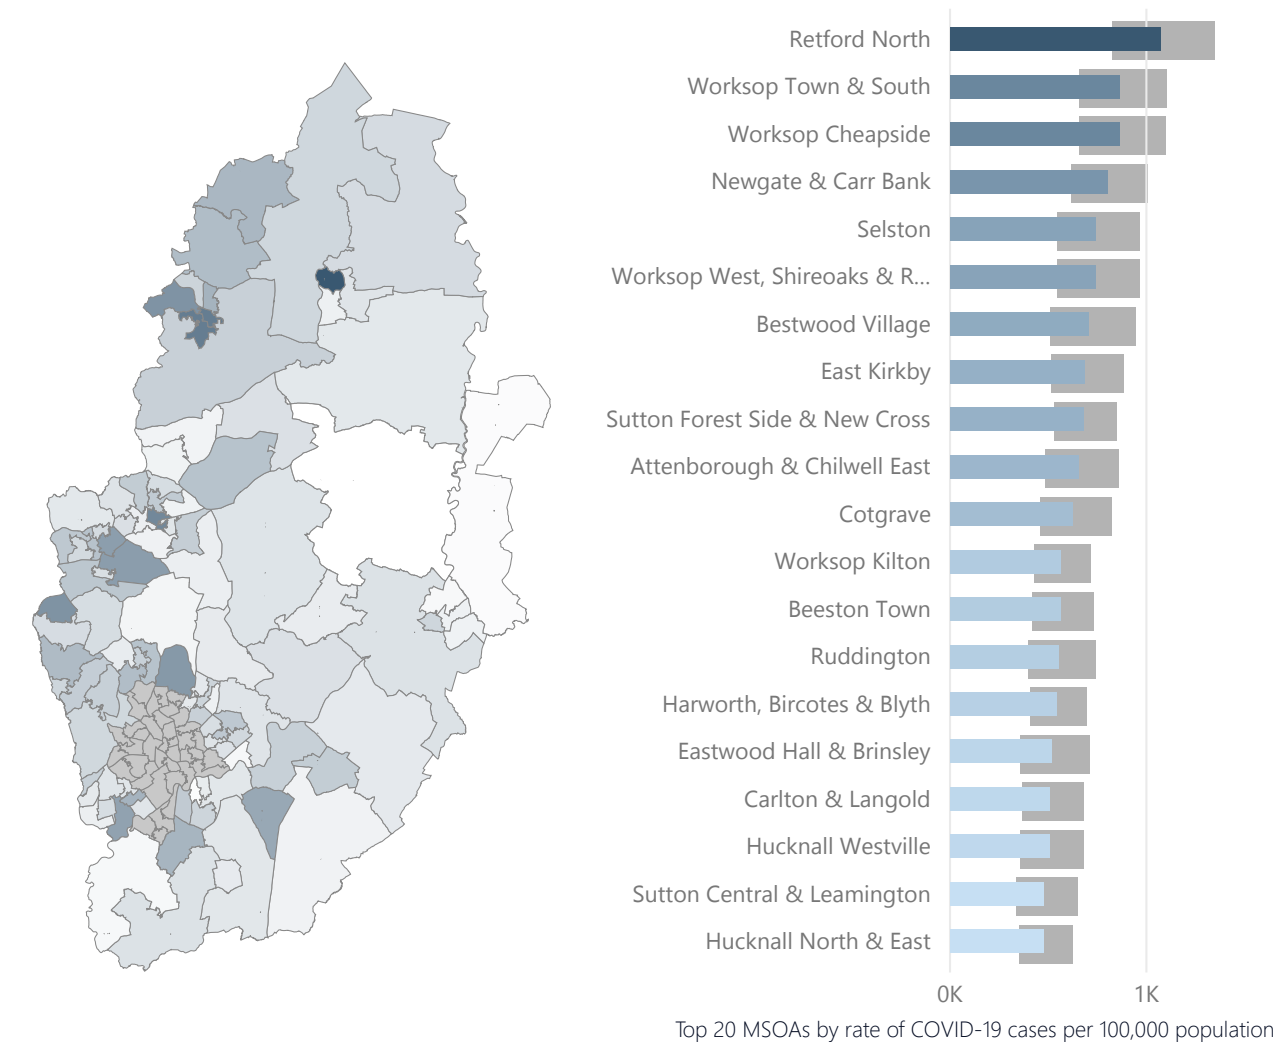 Retford North
Worksop Town & South
Worksop Cheapside
Newgate & Carr Bank
Selston
Worksop West, Shireoaks & R...
Bestwood Village
East Kirkby
Sutton Forest Side & New Cross
Attenborough & Chilwell East
Cotgrave
Worksop Kilton
Beeston Town
Ruddington
Harworth, Bircotes & Blyth
Eastwood Hall & Brinsley
Carlton & Langold
Hucknall Westville
Sutton Central & Leamington
Hucknall North & East
0K 1K
Top 20 MSOAs by rate of COVID-19 cases per 100,000 population